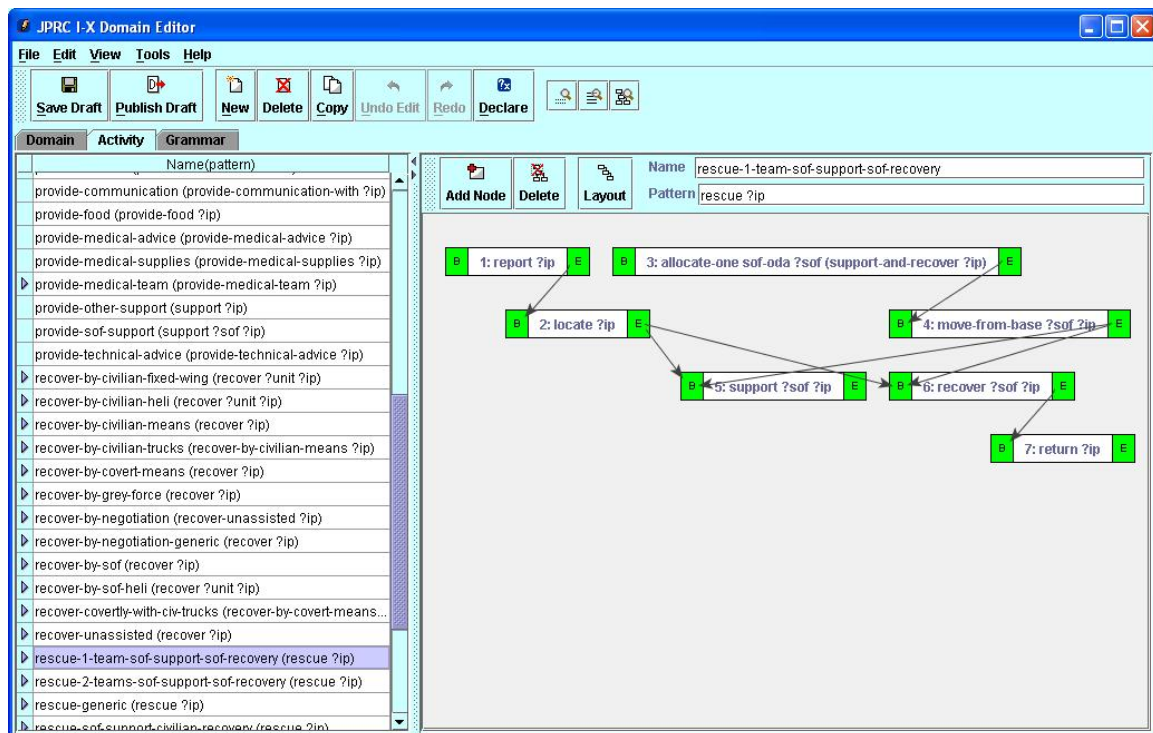 JPRC I-X Domain Editor
File Edit View Tools Help
Save Draft Publish Draft New Delete Copy Undo Edit Redo Declare
Domain Activity Grammar
Name(pattern)
provide-communication (provide-communication-with ?ip)
provide-food (provide-food ?ip)
provide-medical-advice (provide-medical-advice ?ip)
provide-medical-supplies (provide-medical-supplies ?ip)
provide-medical-team (provide-medical-team ?ip)
provide-other-support (support ?ip)
provide-sof-support (support ?sof ?ip)
provide-technical-advice (provide-technical-advice ?ip)
recover-by-civilian-fixed-wing (recover ?unit ?ip)
recover-by-civilian-heli (recover ?unit ?ip)
recover-by-civilian-means (recover ?ip)
recover-by-civilian-trucks (recover-by-civilian-means ?ip)
recover-by-covert-means (recover ?ip)
recover-by-grey-force (recover ?ip)
recover-by-negotiation (recover-unassisted ?ip)
recover-by-negotiation-generic (recover ?ip)
recover-by-sof (recover ?ip)
recover-by-sof-heli (recover ?unit ?ip)
recover-covertly-with-civ-trucks (recover-by-covert-means...
recover-unassisted (recover ?ip)
rescue-1-team-sof-support-sof-recovery (rescue ?ip)
rescue-2-teams-sof-support-sof-recovery (rescue ?ip)
rescue-generic (rescue ?ip)
rescue-sof-support-civilian-recovery (rescue ?ip)
Add Node Delete Layout
Name rescue-1-team-sof-support-sof-recovery
Pattern rescue ?ip
B 1: report ?ip E B 3: allocate-one sof-oda ?sof (support-and-recover ?ip) E
B 2: locate ?ip E B 4: move-from-base ?sof ?ip E
B 5: support ?sof ?ip E B 6: recover ?sof ?ip E
B 7: return ?ip E